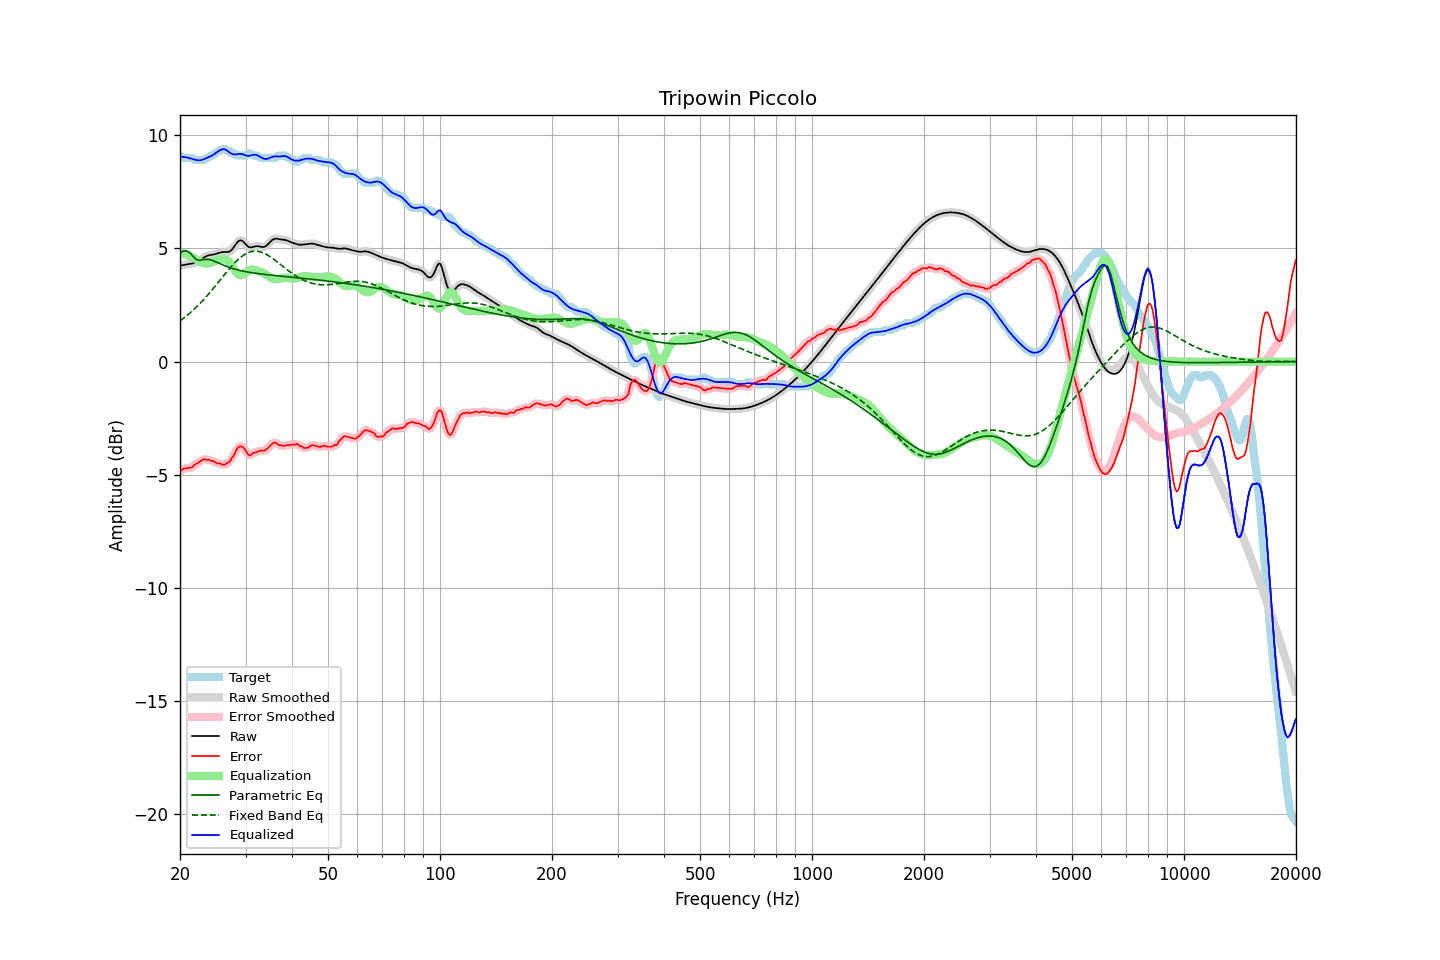 Tripowin Piccolo
Amplitude (dBr)
10
5
0
−5
−10
−15
−20
Target
Raw Smoothed
Error Smoothed
Raw
Error
Equalization
Parametric Eq
Fixed Band Eq
Equalized
20 50 100 200 500 1000 2000 5000 10000 20000
Frequency (Hz)